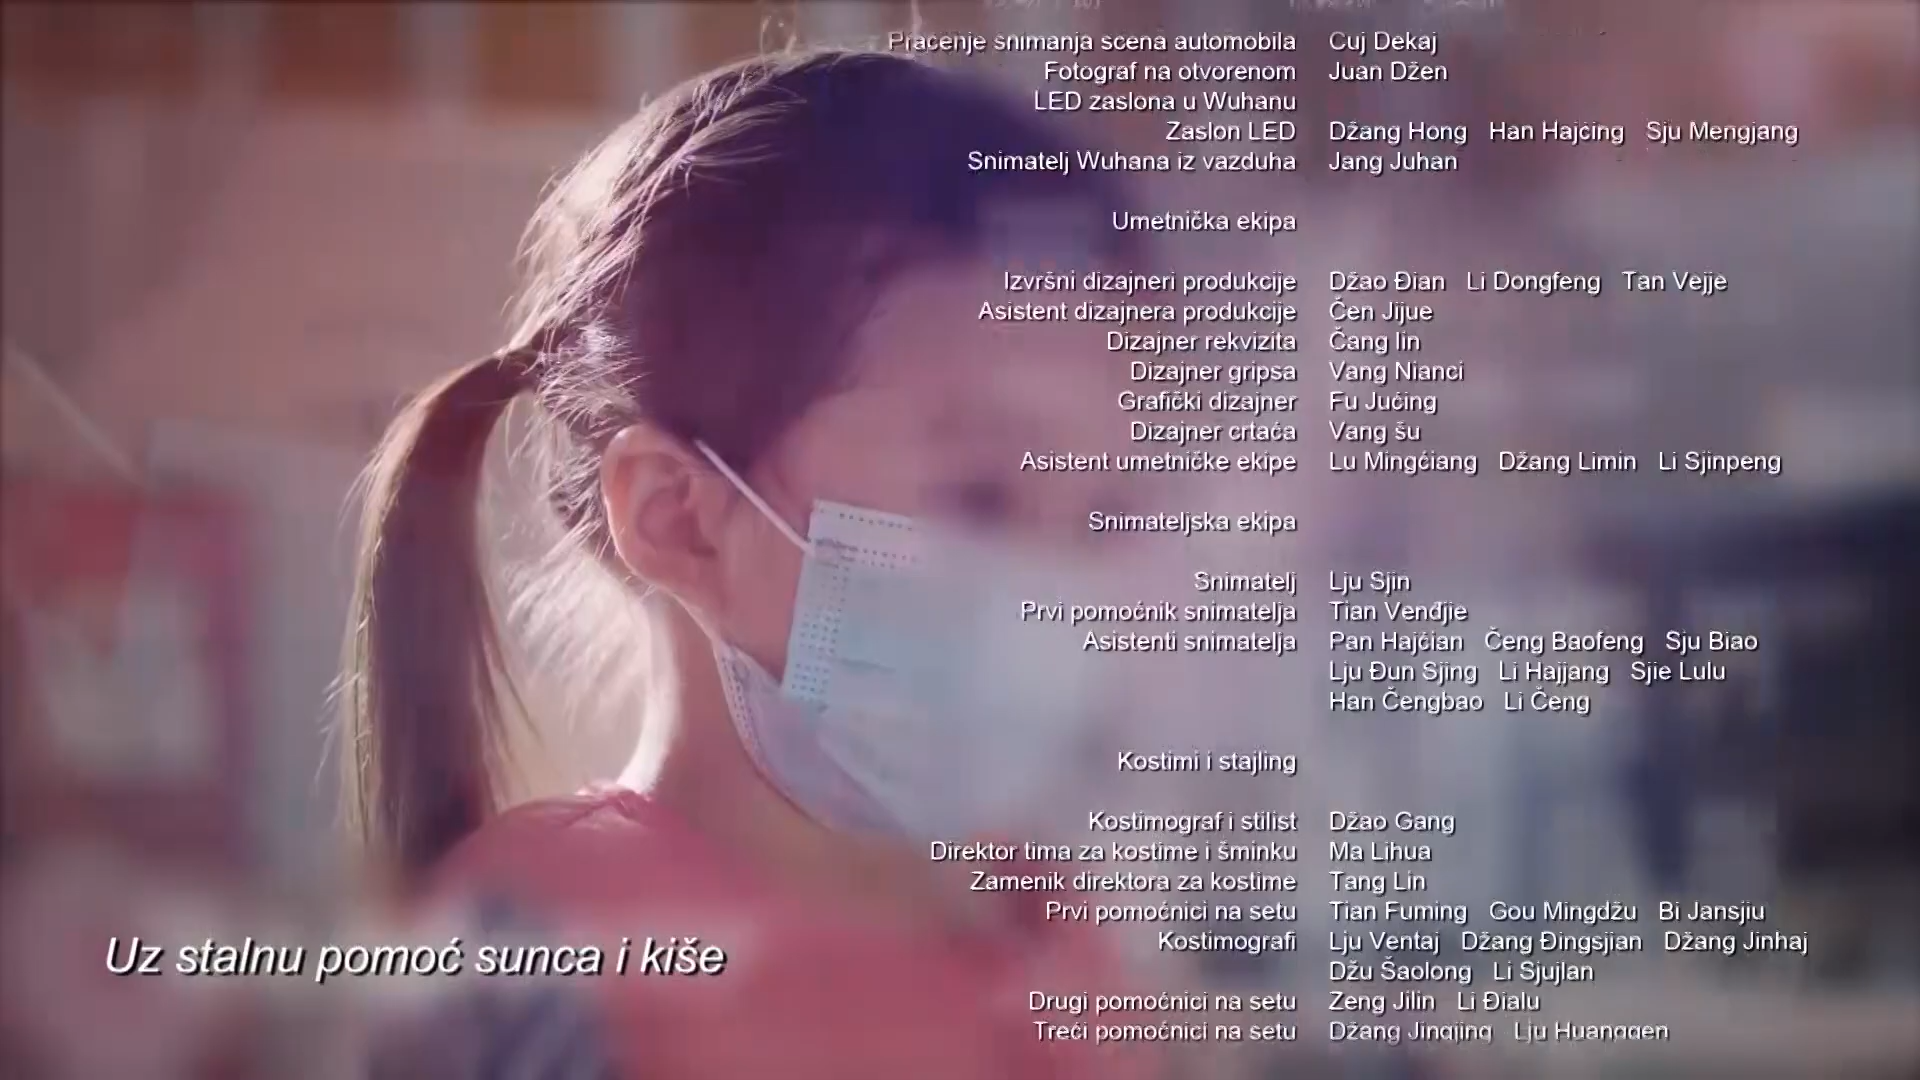 Praćenje snimanja scena automobila Cuj Dekaj
Fotograf na otvorenom Juan Džen
LED zaslona u Wuhanu
Zaslon LED Džang Hong Han Hajćing Sju Mengjang
Snimatelj Wuhana iz vazduha Jang Juhan
Umetnička ekipa
Izvršni dizajneri produkcije Džao Đian Li Dongfeng Tan Vejje
Asistent dizajnera produkcije Čen Jijue
Dizajner rekvizita Čang lin
Dizajner gripsa Vang Nianci
Grafički dizajner Fu Jućing
Dizajner crtaća Vang šu
Asistent umetničke ekipe Lu Mingćiang Džang Limin Li Sjinpeng
Snimateljska ekipa
Snimatelj Lju Sjin
Prvi pomoćnik snimatelja Tian Vendjie
Asistenti snimatelja Pan Hajćian Čeng Baofeng Sju Biao
Lju Đun Sjing Li Hajjang Sjie Lulu
Han Čengbao Li Čeng
Kostimi i stajling
Kostimograf i stilist Džao Gang
Direktor tima za kostime i šminku Ma Lihua
Zamenik direktora za kostime Tang Lin
Prvi pomoćnici na setu Tian Fuming Gou Mingdžu Bi Jansjiu
Kostimografi Lju Ventaj Džang Đingsjian Džang Jinhaj
Džu Šaolong Li Sjujlan
Drugi pomoćnici na setu Zeng Jilin Li Đialu
Treći pomoćnici na setu Džang Jingjing Lju Huanggen
Uz stalnu pomoć sunca i kiše